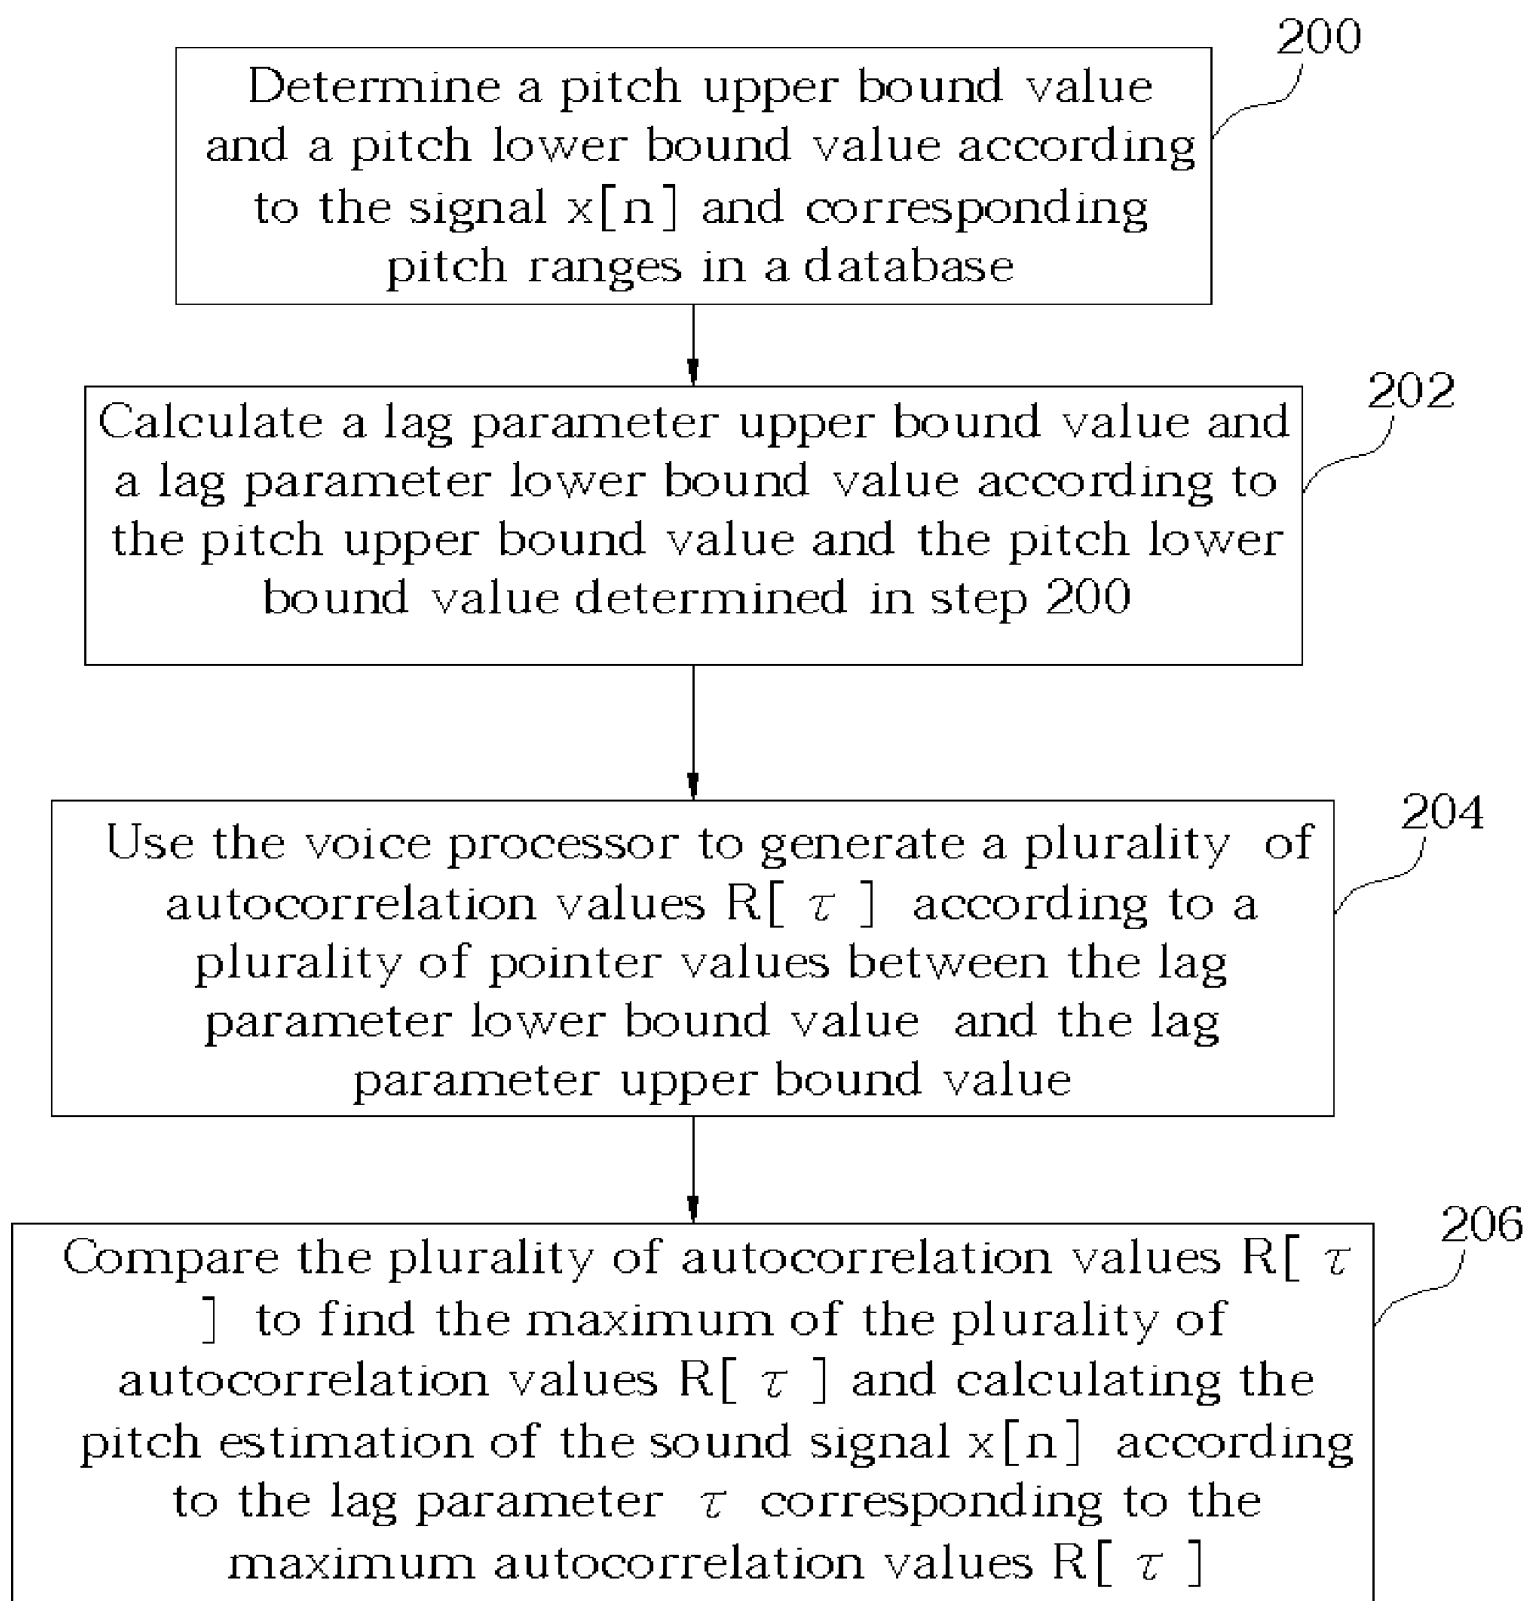 200
Determine a pitch upper bound value
and a pitch lower bound value according
to the signal x[n] and corresponding
pitch ranges in a database
202
Calculate a lag parameter upper bound value and
a lag parameter lower bound value according to
the pitch upper bound value and the pitch lower
bound value determined in step 200
204
Use the voice processor to generate a plurality of
autocorrelation values R[ τ ] according to a
plurality of pointer values between the lag
parameter lower bound value and the lag
parameter upper bound value
206
Compare the plurality of autocorrelation values R[ τ
] to find the maximum of the plurality of
autocorrelation values R[ τ ] and calculating the
pitch estimation of the sound signal x[n] according
to the lag parameter τ corresponding to the
maximum autocorrelation values R[ τ ]